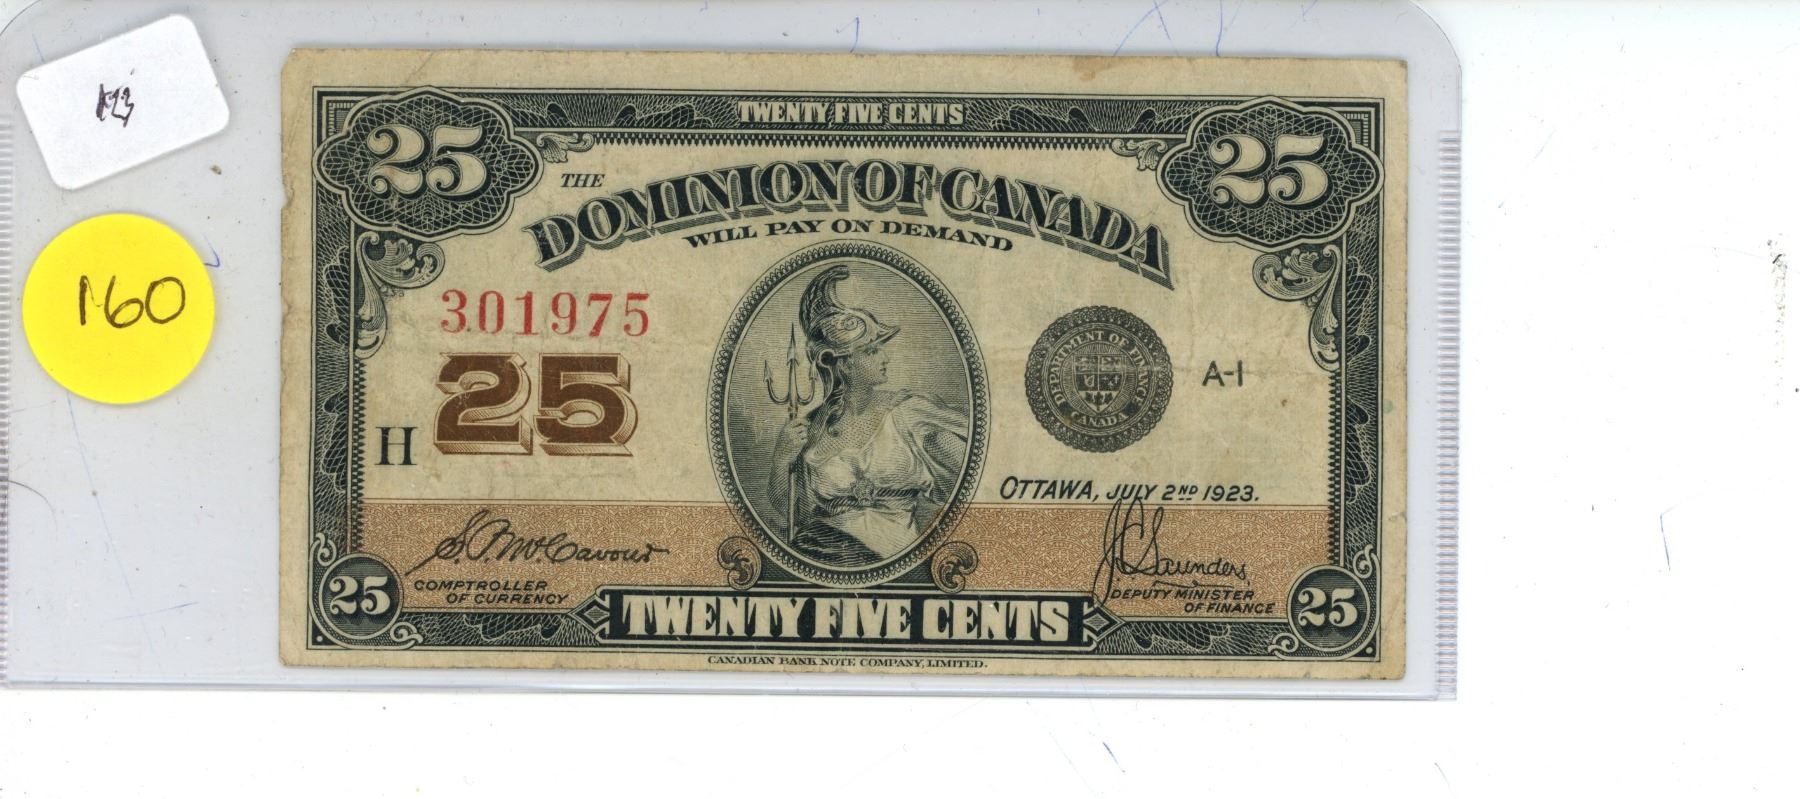 160
TWENTY FIVE CENTS
25
25
THE
DOMINION OF CANADA
WILL PAY ON DEMAND
301975
25
H
DEPARTMENT OF FINANCE
CANADA
A-1
OTTAWA, JULY 2ND 1923.
J.C. Saunders
COMPTROLLER
OF CURRENCY
DEPUTY MINISTER
OF FINANCE
25
TWENTY FIVE CENTS
25
CANADIAN BANK NOTE COMPANY, LIMITED.